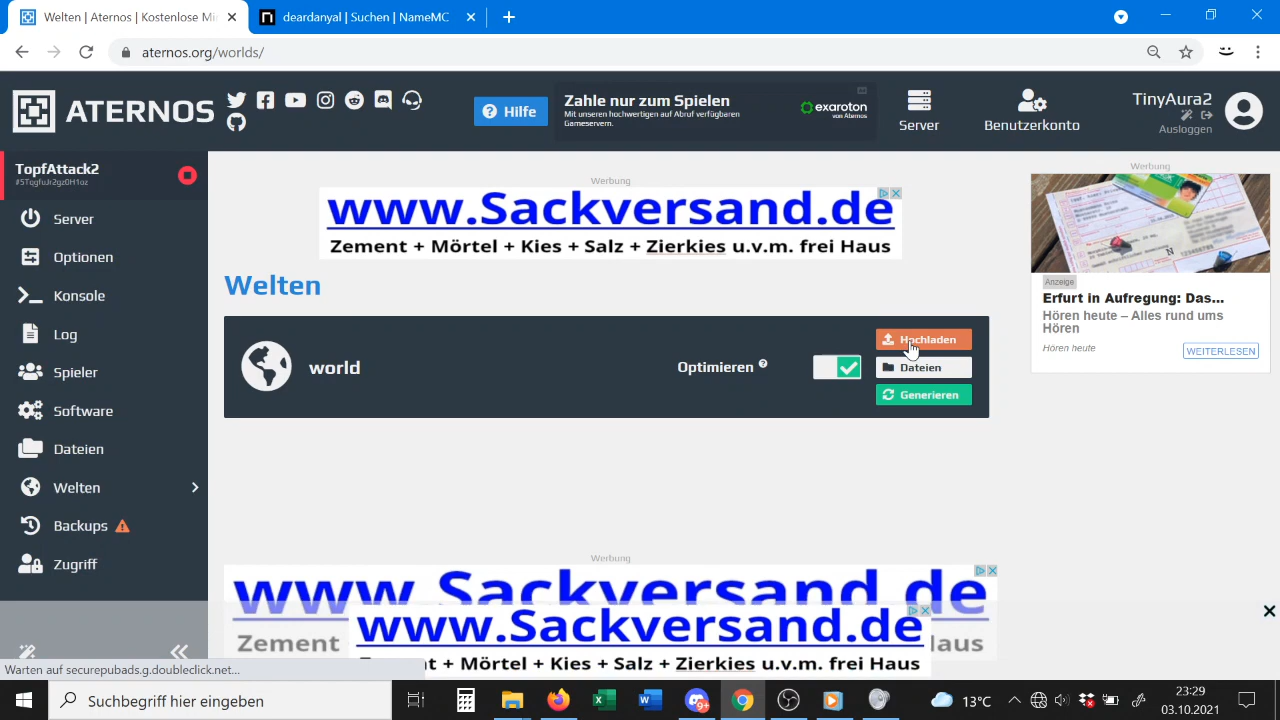 Welten | Aternos | Kostenlose Mi
deardanyal | Suchen | NameMC
aternos.org/worlds/
ATERNOS
Hilfe
Zahle nur zum Spielen
Mit unseren hochwertigen auf Abruf verfügbaren
Gameservern.
exaroton
von Aternos
Server
Benutzerkonto
TinyAura2
Ausloggen
TopfAttack2
Server
Optionen
Konsole
Log
Spieler
Software
Dateien
Welten
Backups
Zugriff
Werbung
www.Sackversand.de
Zement + Mörtel + Kies + Salz + Zierkies u.v.m. frei Haus
Welten
world
Optimieren
Hochladen
Dateien
Generieren
Werbung
Anzeige
Erfurt in Aufregung: Das...
Hören heute – Alles rund ums
Hören
Hören heute
WEITERLESEN
Werbung
www.Sackversand.de
Zement
Haus
www.Sackversand.de
+ Mörtel + Kies + Salz + Zierkies u.v.m. frei Haus
Warten auf securepubads.g.doubleclick.net...
Suchbegriff hier eingeben
13°C
23:29
03.10.2021